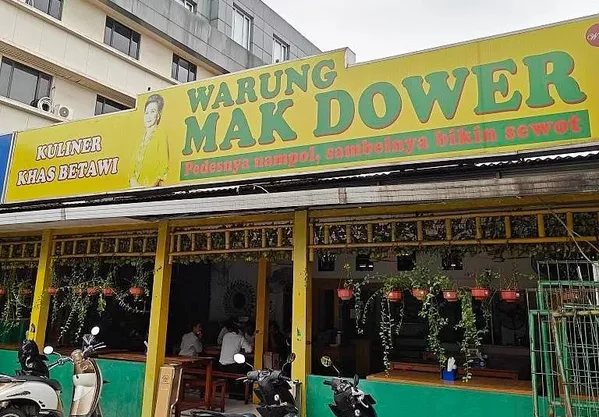 KULINER
KHAS BETAWI
WARUNG
MAK DOWER
Pedesnya nampol, sambelnya bikin sewot